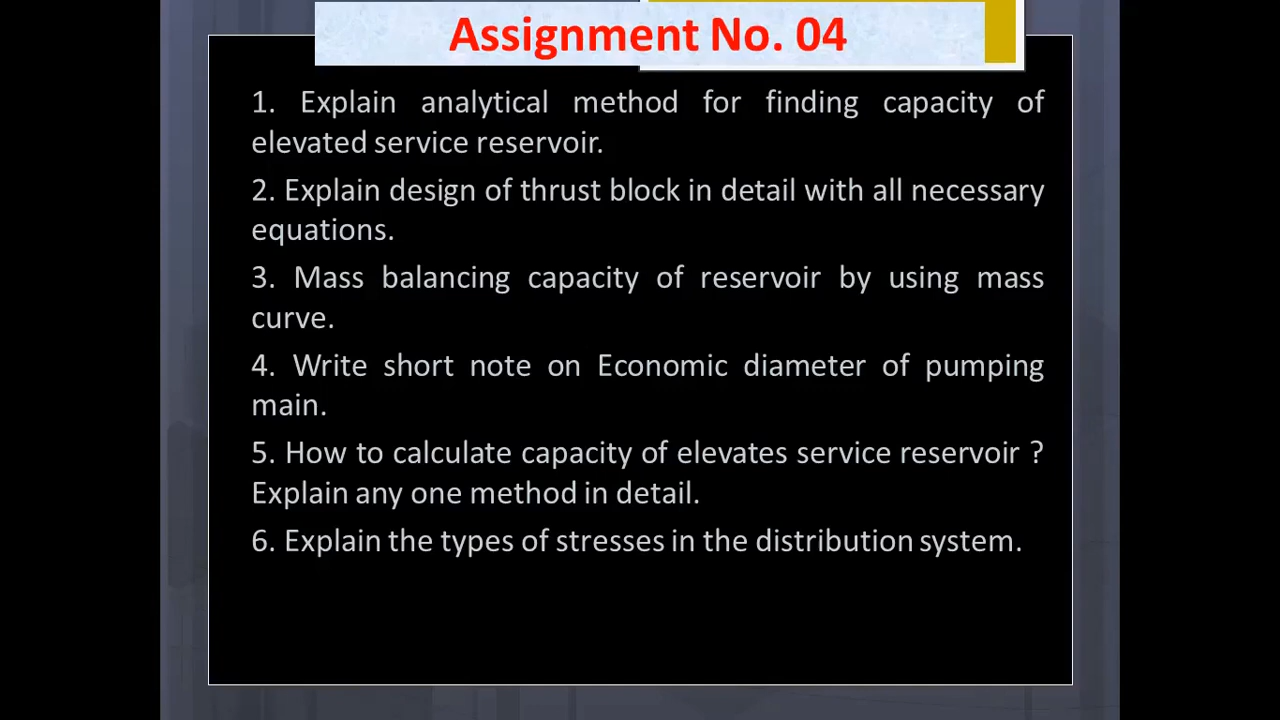 Assignment No. 04
1. Explain analytical method for finding capacity of
elevated service reservoir.
2. Explain design of thrust block in detail with all necessary
equations.
3. Mass balancing capacity of reservoir by using mass
curve.
4. Write short note on Economic diameter of pumping
main.
5. How to calculate capacity of elevates service reservoir ?
Explain any one method in detail.
6. Explain the types of stresses in the distribution system.